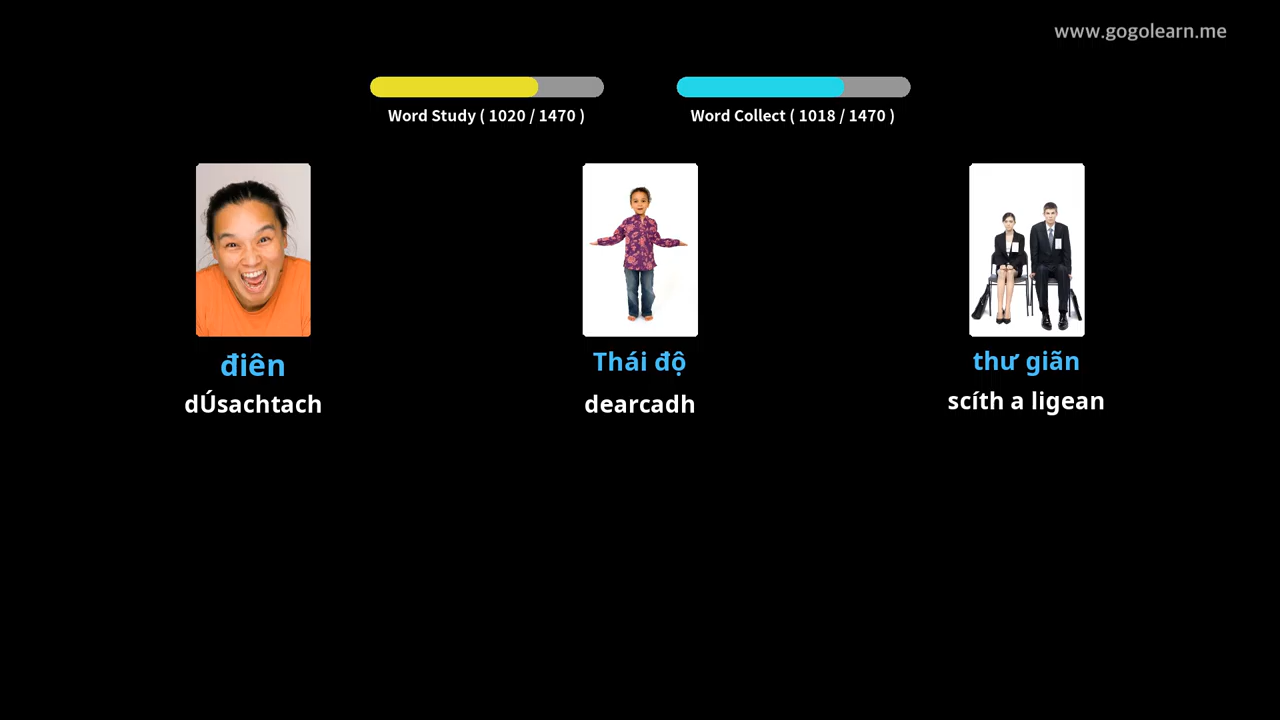 www.gogolearn.me
Word Study ( 1020 / 1470 )
Word Collect ( 1018 / 1470 )
điên
Thái độ
thư giãn
dÚsachtach
dearcadh
scíth a ligean